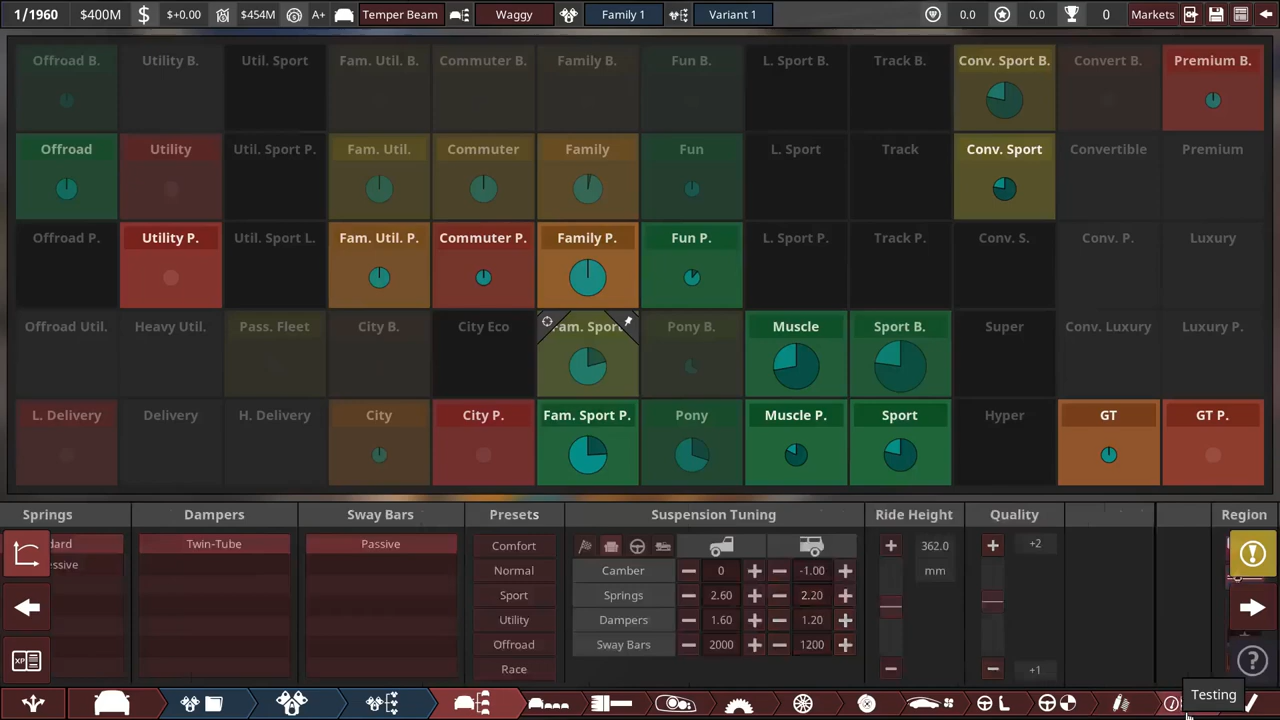 1/1960 $400M $ $+0.00 $454M A+ Temper Beam Waggy Family 1 Variant 1 0.0 0.0 0 Markets
Offroad B. Utility B. Util. Sport Fam. Util. B. Commuter B. Family B. Fun B. L. Sport B. Track B. Conv. Sport B. Convert B. Premium B.
Offroad Utility Util. Sport P. Fam. Util. Commuter Family Fun L. Sport Track Conv. Sport Convertible Premium
Offroad P. Utility P. Util. Sport L. Fam. Util. P. Commuter P. Family P. Fun P. L. Sport P. Track P. Conv. S. Conv. P. Luxury
Offroad Util. Heavy Util. Pass. Fleet City B. City Eco Fam. Sport Pony B. Muscle Sport B. Super Conv. Luxury Luxury P.
L. Delivery Delivery H. Delivery City City P. Fam. Sport P. Pony Muscle P. Sport Hyper GT GT P.
Springs Dampers Sway Bars Presets Suspension Tuning Ride Height Quality Region
dard Twin-Tube Passive Comfort 362.0 +2
essive mm
Normal Camber 0 -1.00
Sport Springs 2.60 2.20
Utility Dampers 1.60 1.20
Offroad Sway Bars 2000 1200
Race +1
XP
Testing